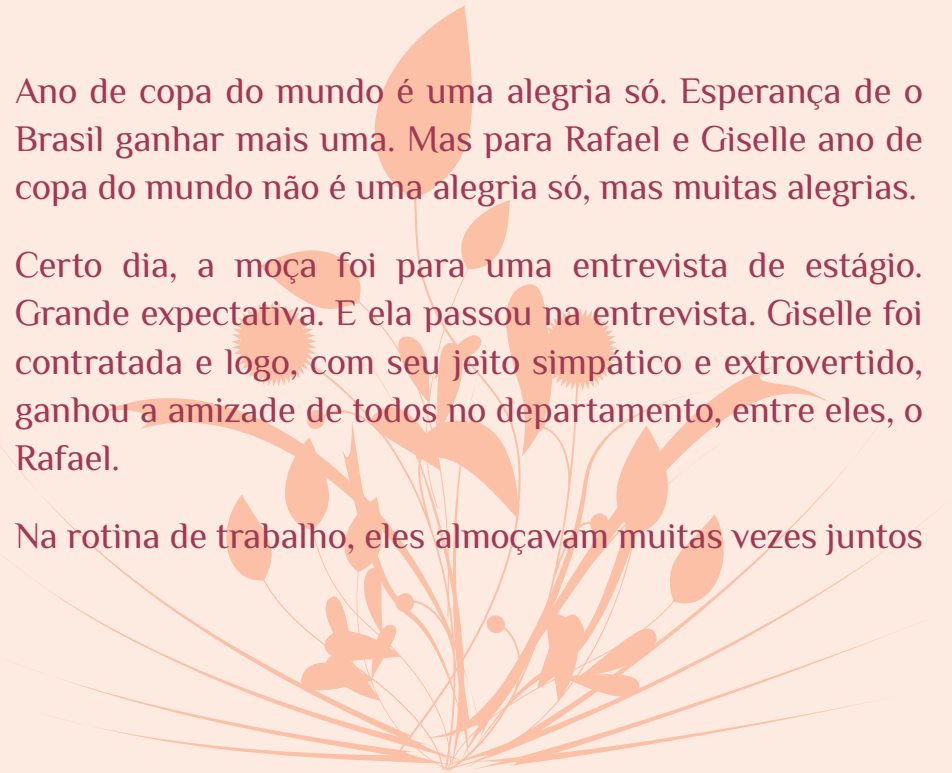 Ano de copa do mundo é uma alegria só. Esperança de o
Brasil ganhar mais uma. Mas para Rafael e Giselle ano de
copa do mundo não é uma alegria só, mas muitas alegrias.
Certo dia, a moça foi para uma entrevista de estágio.
Grande expectativa. E ela passou na entrevista. Giselle foi
contratada e logo, com seu jeito simpático e extrovertido,
ganhou a amizade de todos no departamento, entre eles, o
Rafael.
Na rotina de trabalho, eles almoçavam muitas vezes juntos